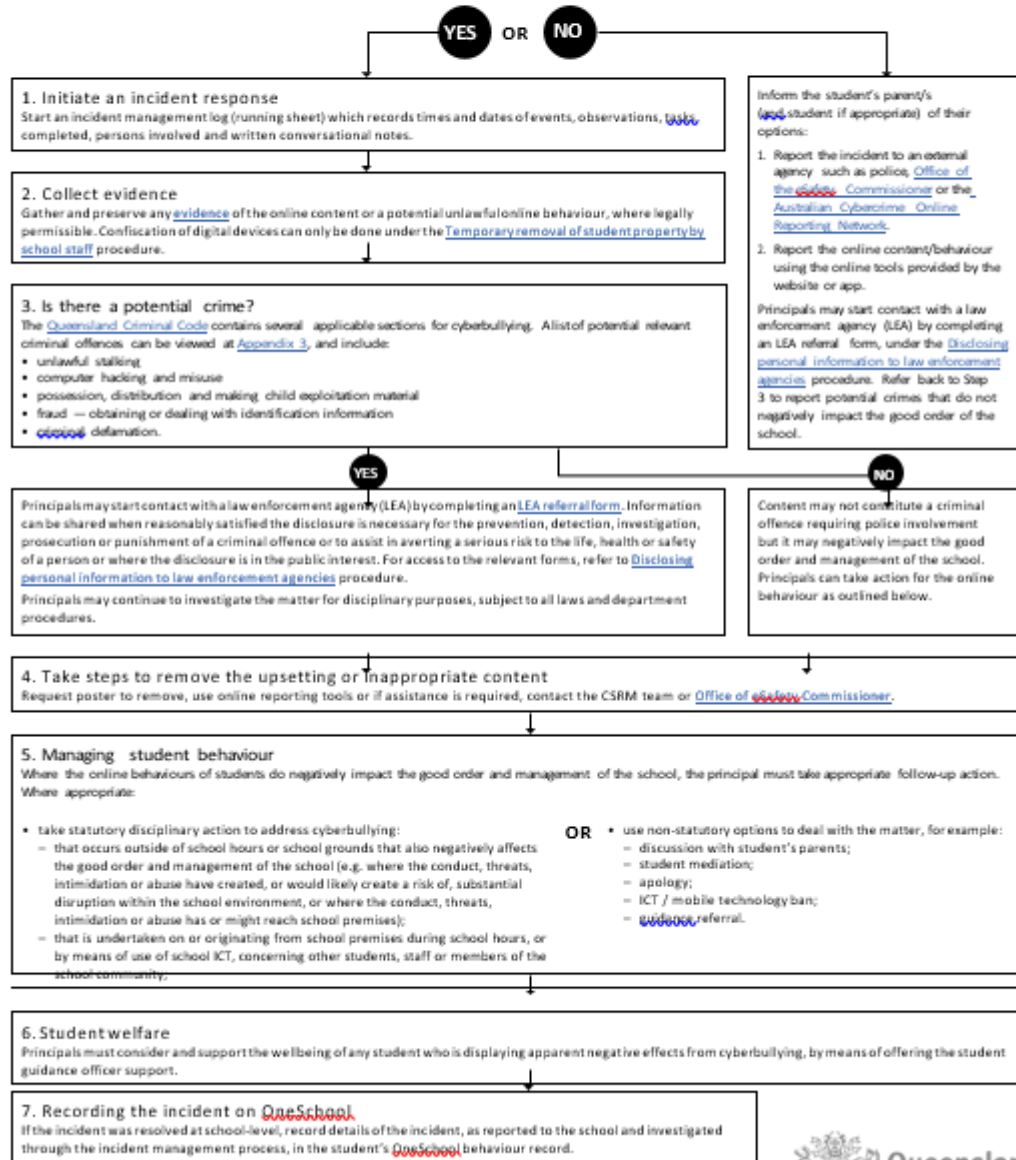 YES OR NO
1. Initiate an incident response
Start an incident management log (running sheet) which records times and dates of events, observations, tasks
completed, persons involved and written conversational notes.
2. Collect evidence
Gather and preserve any evidence of the online content or a potential unlawful online behaviour, where legally
permissible. Confiscation of digital devices can only be done under the Temporary removal of student property by
school staff procedure.
3. Is there a potential crime?
The Queensland Criminal Code contains several applicable sections for cyberbullying. A list of potential relevant
criminal offences can be viewed at Appendix 3, and include:
• unlawful stalking
• computer hacking and misuse
• possession, distribution and making child exploitation material
• fraud — obtaining or dealing with identification information
• criminal defamation.
Inform the student's parent/s
(and student if appropriate) of their
options:
1. Report the incident to an external
agency such as police, Office of
the eSafety Commissioner or the
Australian Cybercrime Online
Reporting Network.
2. Report the online content/behaviour
using the online tools provided by the
website or app.
Principals may start contact with a law
enforcement agency (LEA) by completing
an LEA referral form, under the Disclosing
personal information to law enforcement
agencies procedure. Refer back to Step
3 to report potential crimes that do not
negatively impact the good order of the
school.
YES
Principals may start contact with a law enforcement agency (LEA) by completing an LEA referral form. Information
can be shared when reasonably satisfied the disclosure is necessary for the prevention, detection, investigation,
prosecution or punishment of a criminal offence or to assist in averting a serious risk to the life, health or safety
of a person or where the disclosure is in the public interest. For access to the relevant forms, refer to Disclosing
personal information to law enforcement agencies procedure.
Principals may continue to investigate the matter for disciplinary purposes, subject to all laws and department
procedures.
NO
Content may not constitute a criminal
offence requiring police involvement
but it may negatively impact the good
order and management of the school.
Principals can take action for the online
behaviour as outlined below.
4. Take steps to remove the upsetting or inappropriate content
Request poster to remove, use online reporting tools or if assistance is required, contact the CSRM team or Office of eSafety Commissioner.
5. Managing student behaviour
Where the online behaviours of students do negatively impact the good order and management of the school, the principal must take appropriate follow-up action.
Where appropriate:
• take statutory disciplinary action to address cyberbullying:
– that occurs outside of school hours or school grounds that also negatively affects
the good order and management of the school (e.g. where the conduct, threats,
intimidation or abuse have created, or would likely create a risk of, substantial
disruption within the school environment, or where the conduct, threats,
intimidation or abuse has or might reach school premises);
– that is undertaken on or originating from school premises during school hours, or
by means of use of school ICT, concerning other students, staff or members of the
school community;
OR
• use non-statutory options to deal with the matter, for example:
– discussion with student's parents;
– student mediation;
– apology;
– ICT / mobile technology ban;
– guidance referral.
6. Student welfare
Principals must consider and support the wellbeing of any student who is displaying apparent negative effects from cyberbullying, by means of offering the student
guidance officer support.
7. Recording the incident on OneSchool
If the incident was resolved at school-level, record details of the incident, as reported to the school and investigated
through the incident management process, in the student's OneSchool behaviour record.